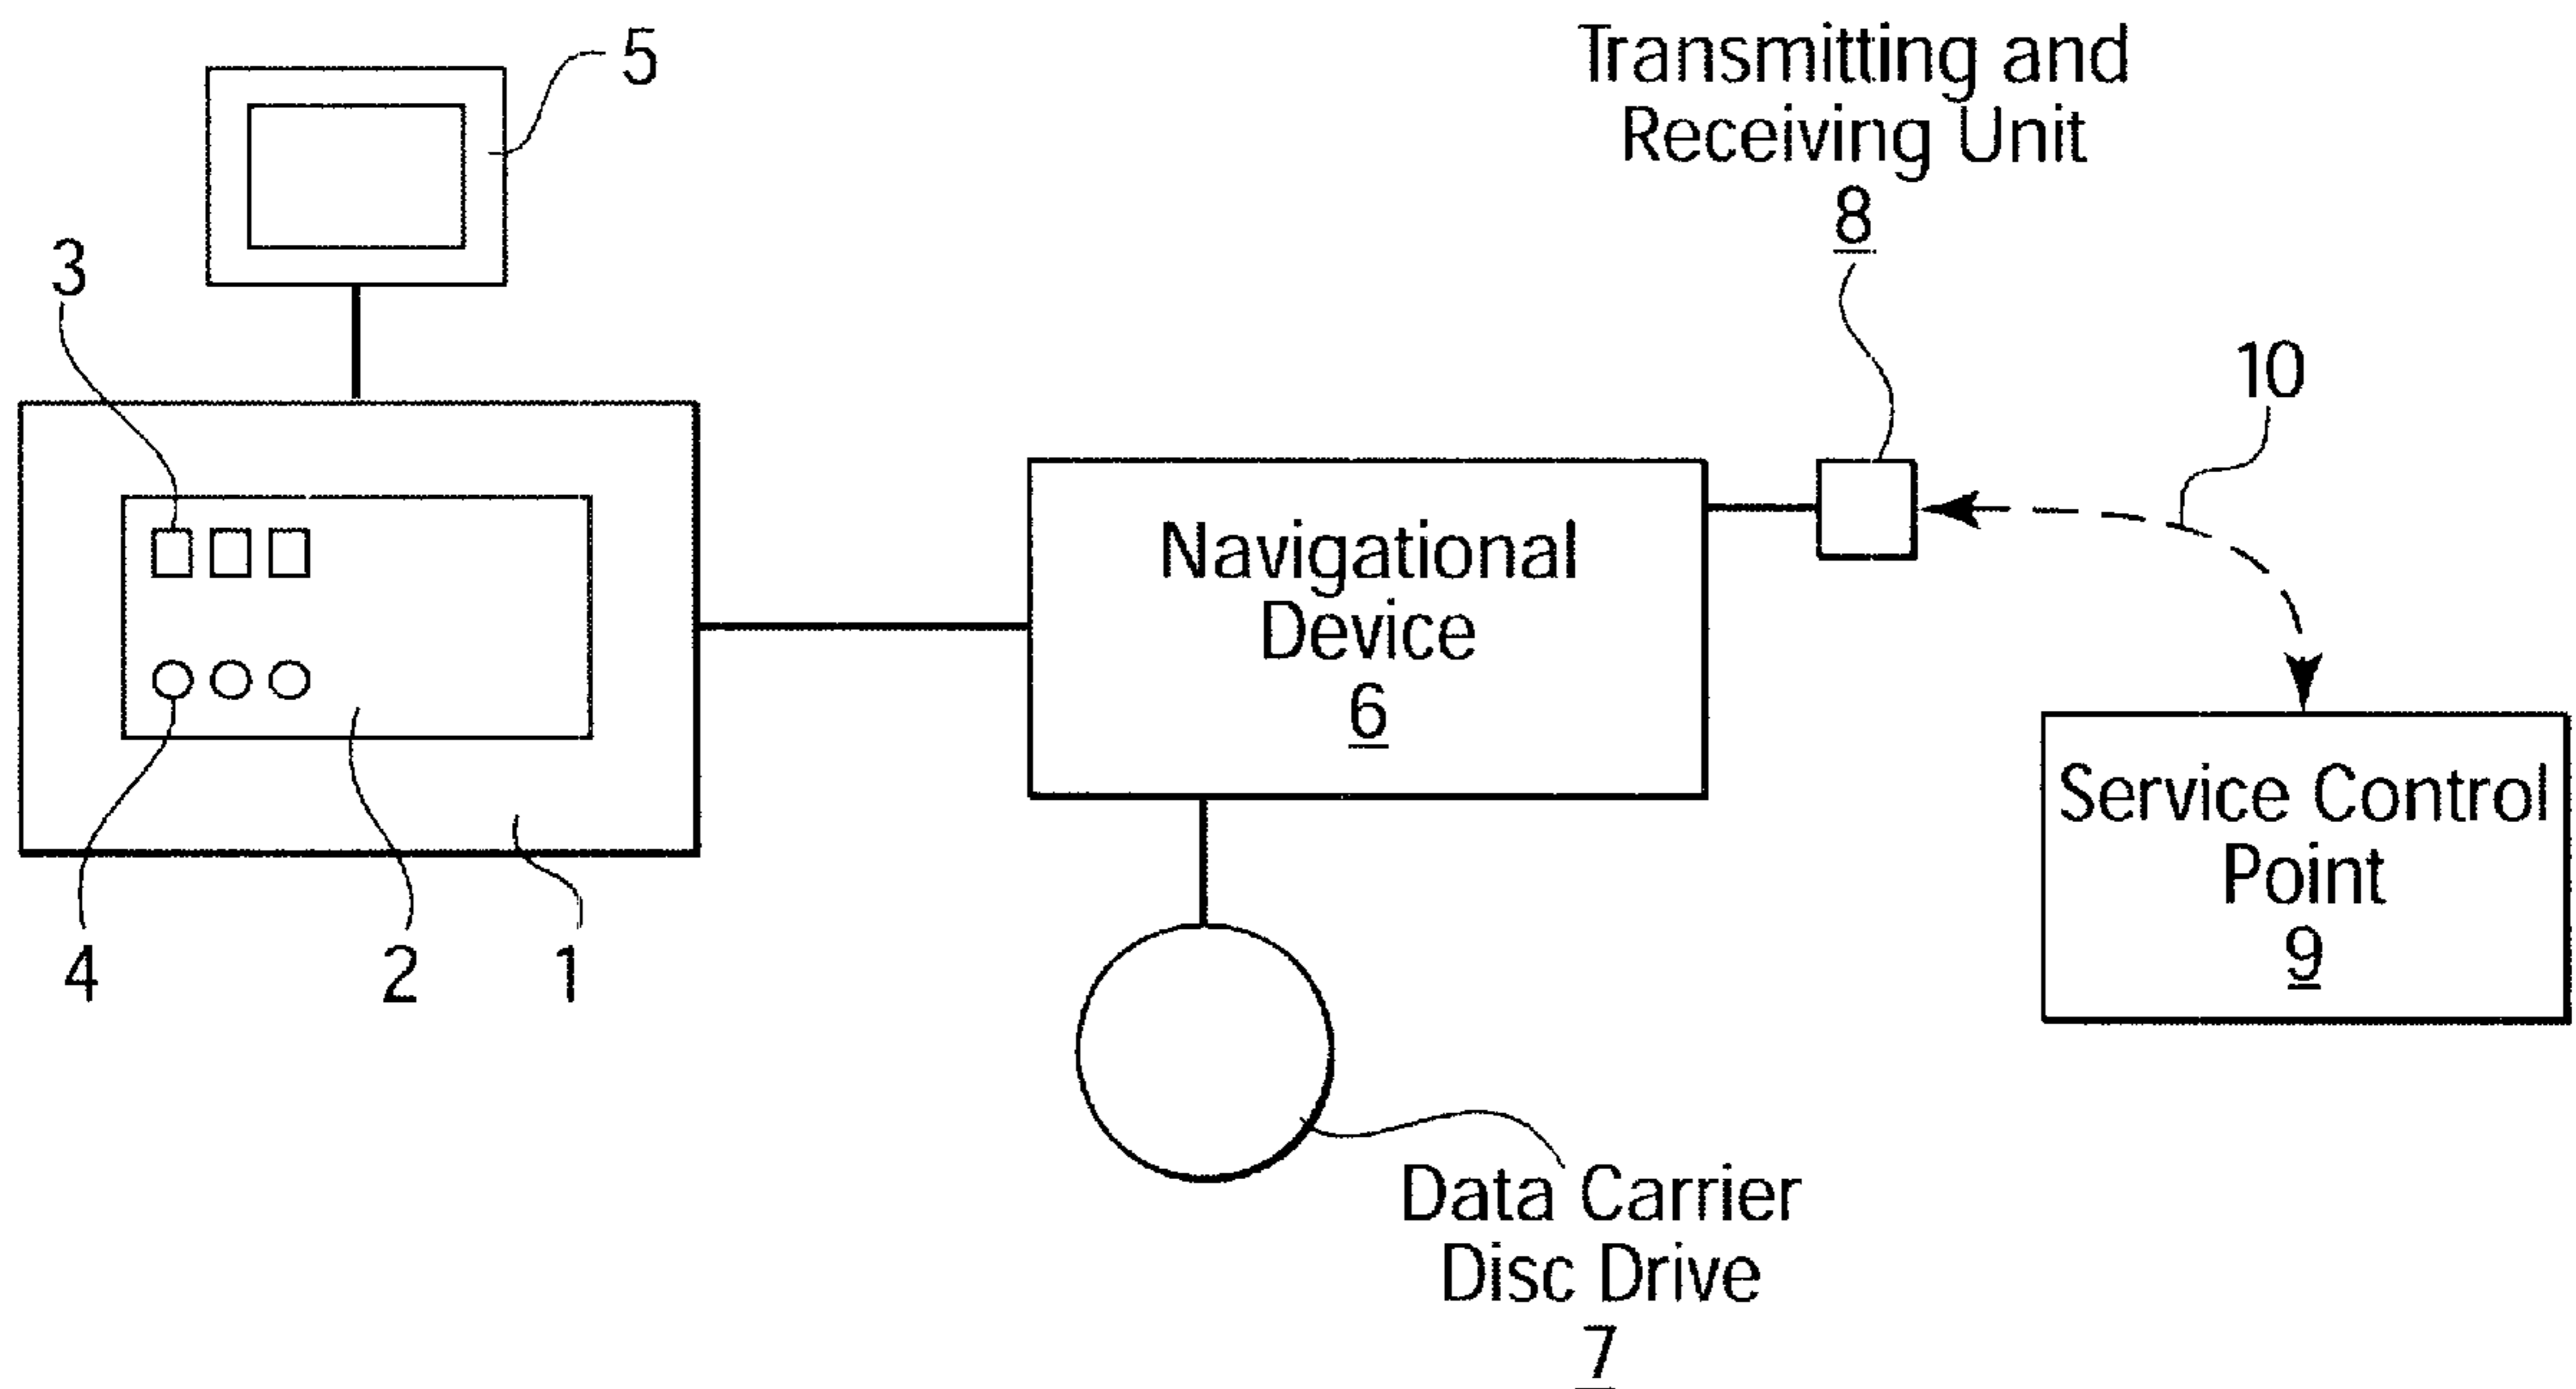 5
Transmitting and
Receiving Unit
8
3
10
Navigational
Device
6
Service Control
Point
9
4
2
1
Data Carrier
Disc Drive
7